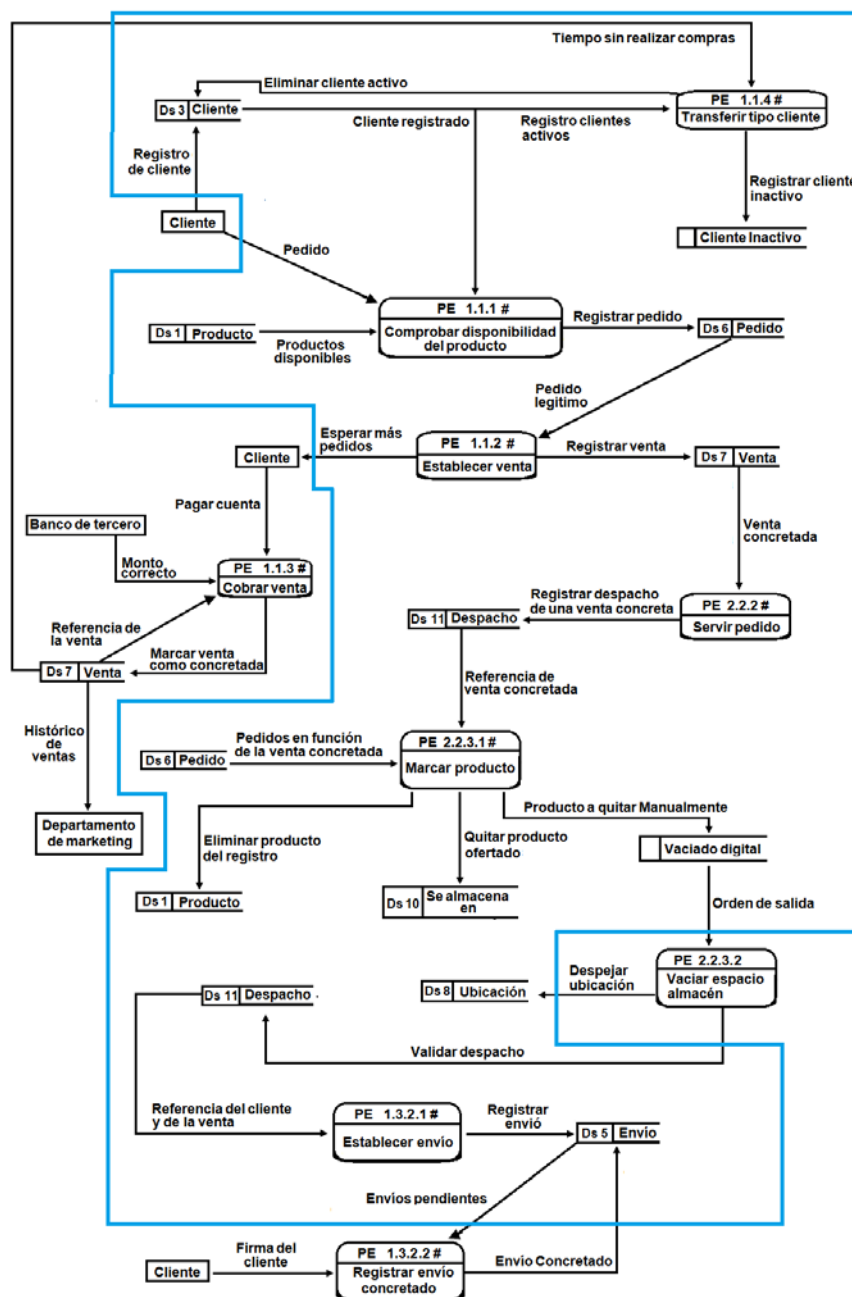 Tiempo sin realizar compras
Eliminar cliente activo
PE 1.1.4 #
Transferir tipo cliente
Ds 3 Cliente
Cliente registrado
Registro clientes
activos
Registro
de cliente
Registrar cliente
inactivo
Cliente
Cliente Inactivo
Pedido
PE 1.1.1 #
Comprobar disponibilidad
del producto
Registrar pedido
Ds 6 Pedido
Ds 1 Producto
Productos
disponibles
Pedido
legitimo
Esperar más
pedidos
PE 1.1.2 #
Establecer venta
Registrar venta
Cliente
Ds 7 Venta
Pagar cuenta
Banco de tercero
Venta
concretada
Monto
correcto
PE 1.1.3 #
Cobrar venta
Registrar despacho
de una venta concreta
PE 2.2.2 #
Servir pedido
Ds 11 Despacho
Referencia de
la venta
Marcar venta
como concretada
Ds 7 Venta
Referencia de
venta concretada
Histórico
de
ventas
Pedidos en función
de la venta concretada
Ds 6 Pedido
PE 2.2.3.1 #
Marcar producto
Departamento
de marketing
Producto a quitar Manualmente
Eliminar producto
del registro
Quitar producto
ofertado
Vaciado digital
Ds 1 Producto
Ds 10 Se almacena
en
Orden de salida
PE 2.2.3.2
Vaciar espacio
almacén
Despejar
ubicación
Ds 8 Ubicación
Ds 11 Despacho
Validar despacho
Referencia del cliente
y de la venta
PE 1.3.2.1 #
Establecer envío
Registrar
envió
Ds 5 Envío
Envíos pendientes
Firma del
cliente
Cliente
PE 1.3.2.2 #
Registrar envío
concretado
Envío Concretado